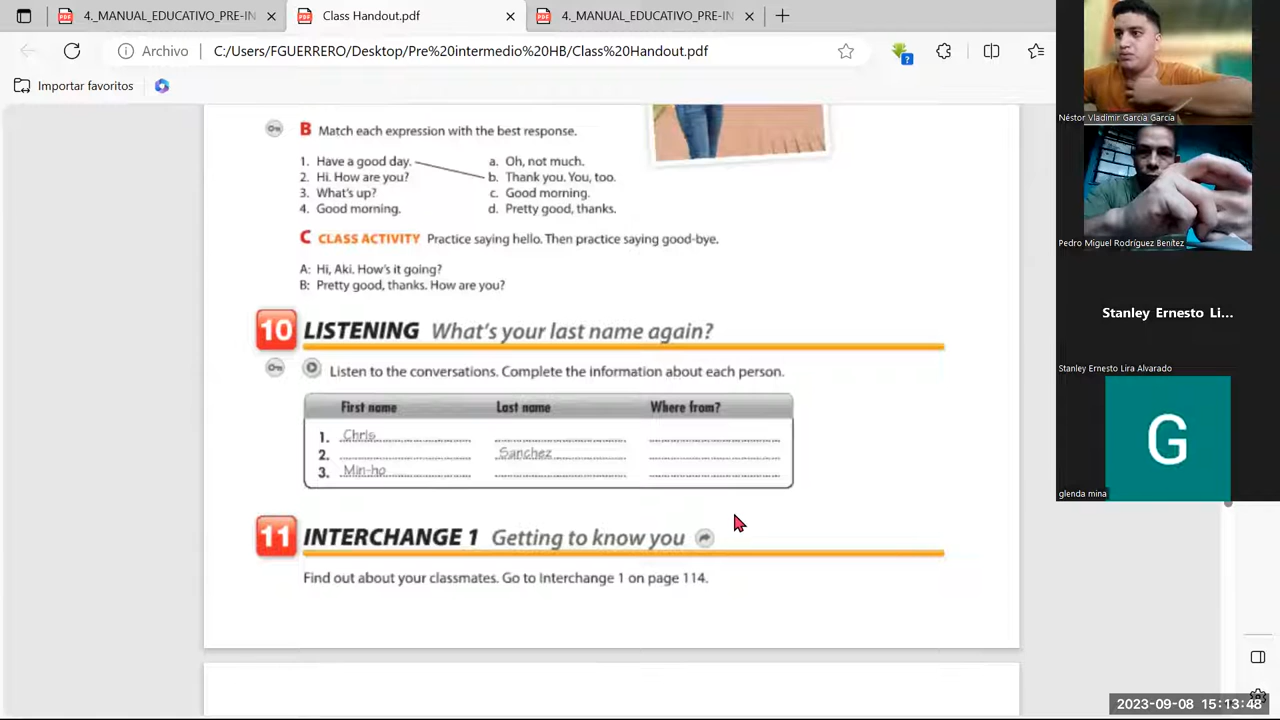 4._MANUAL_EDUCATIVO_PRE-IN
Class Handout.pdf
4._MANUAL_EDUCATIVO_PRE-IN
Archivo
C:/Users/FGUERRERO/Desktop/Pre%20intermedio%20HB/Class%20Handout.pdf
Importar favoritos
B Match each expression with the best response.
1. Have a good day. a. Oh, not much.
2. Hi. How are you? b. Thank you. You, too.
3. What's up? c. Good morning.
4. Good morning. d. Pretty good, thanks.
C CLASS ACTIVITY Practice saying hello. Then practice saying good-bye.
A: Hi, Aki. How's it going?
B: Pretty good, thanks. How are you?
10 LISTENING What's your last name again?
Listen to the conversations. Complete the information about each person.
First name Last name Where from?
1. Chris
2. Sanchez
3. Min-ho
11 INTERCHANGE 1 Getting to know you
Find out about your classmates. Go to Interchange 1 on page 114.
Néstor Vladimir García García
Pedro Miguel Rodríguez Benítez
Stanley Ernesto Li...
Stanley Ernesto Lira Alvarado
G
glenda mina
2023-09-08 15:13:48